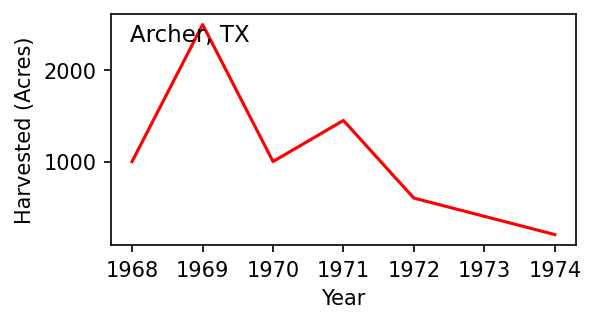 Archer, TX
Harvested (Acres)
2000
1000
1968 1969 1970 1971 1972 1973 1974
Year